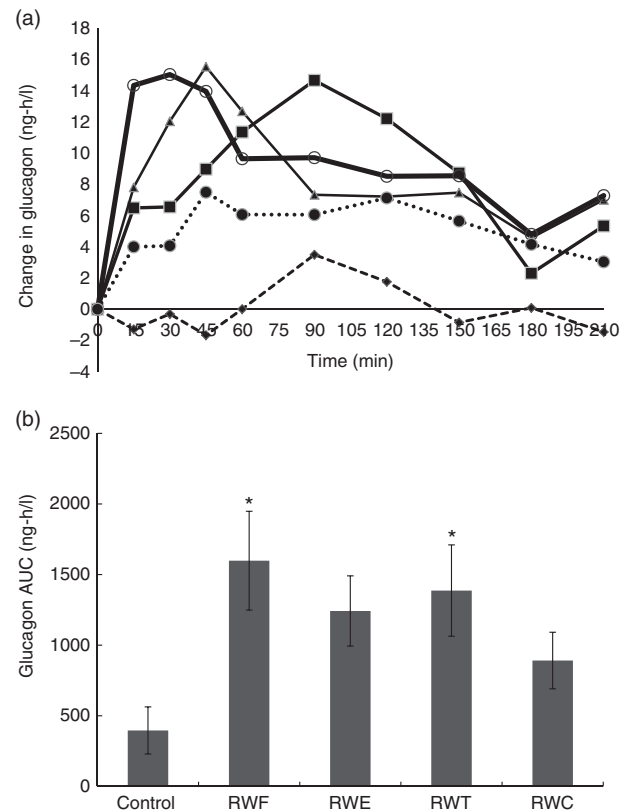 (a)
18
16
14
12
10
8
6
4
2
0
−2
−4
Change in glucagon (ng-h/l)
0 15 30 45 60 75 90 105 120 135 150 165 180 195 210
Time (min)
(b)
2500
2000
1500
1000
500
0
Glucagon AUC (ng-h/l)
* *
Control RWF RWE RWT RWC